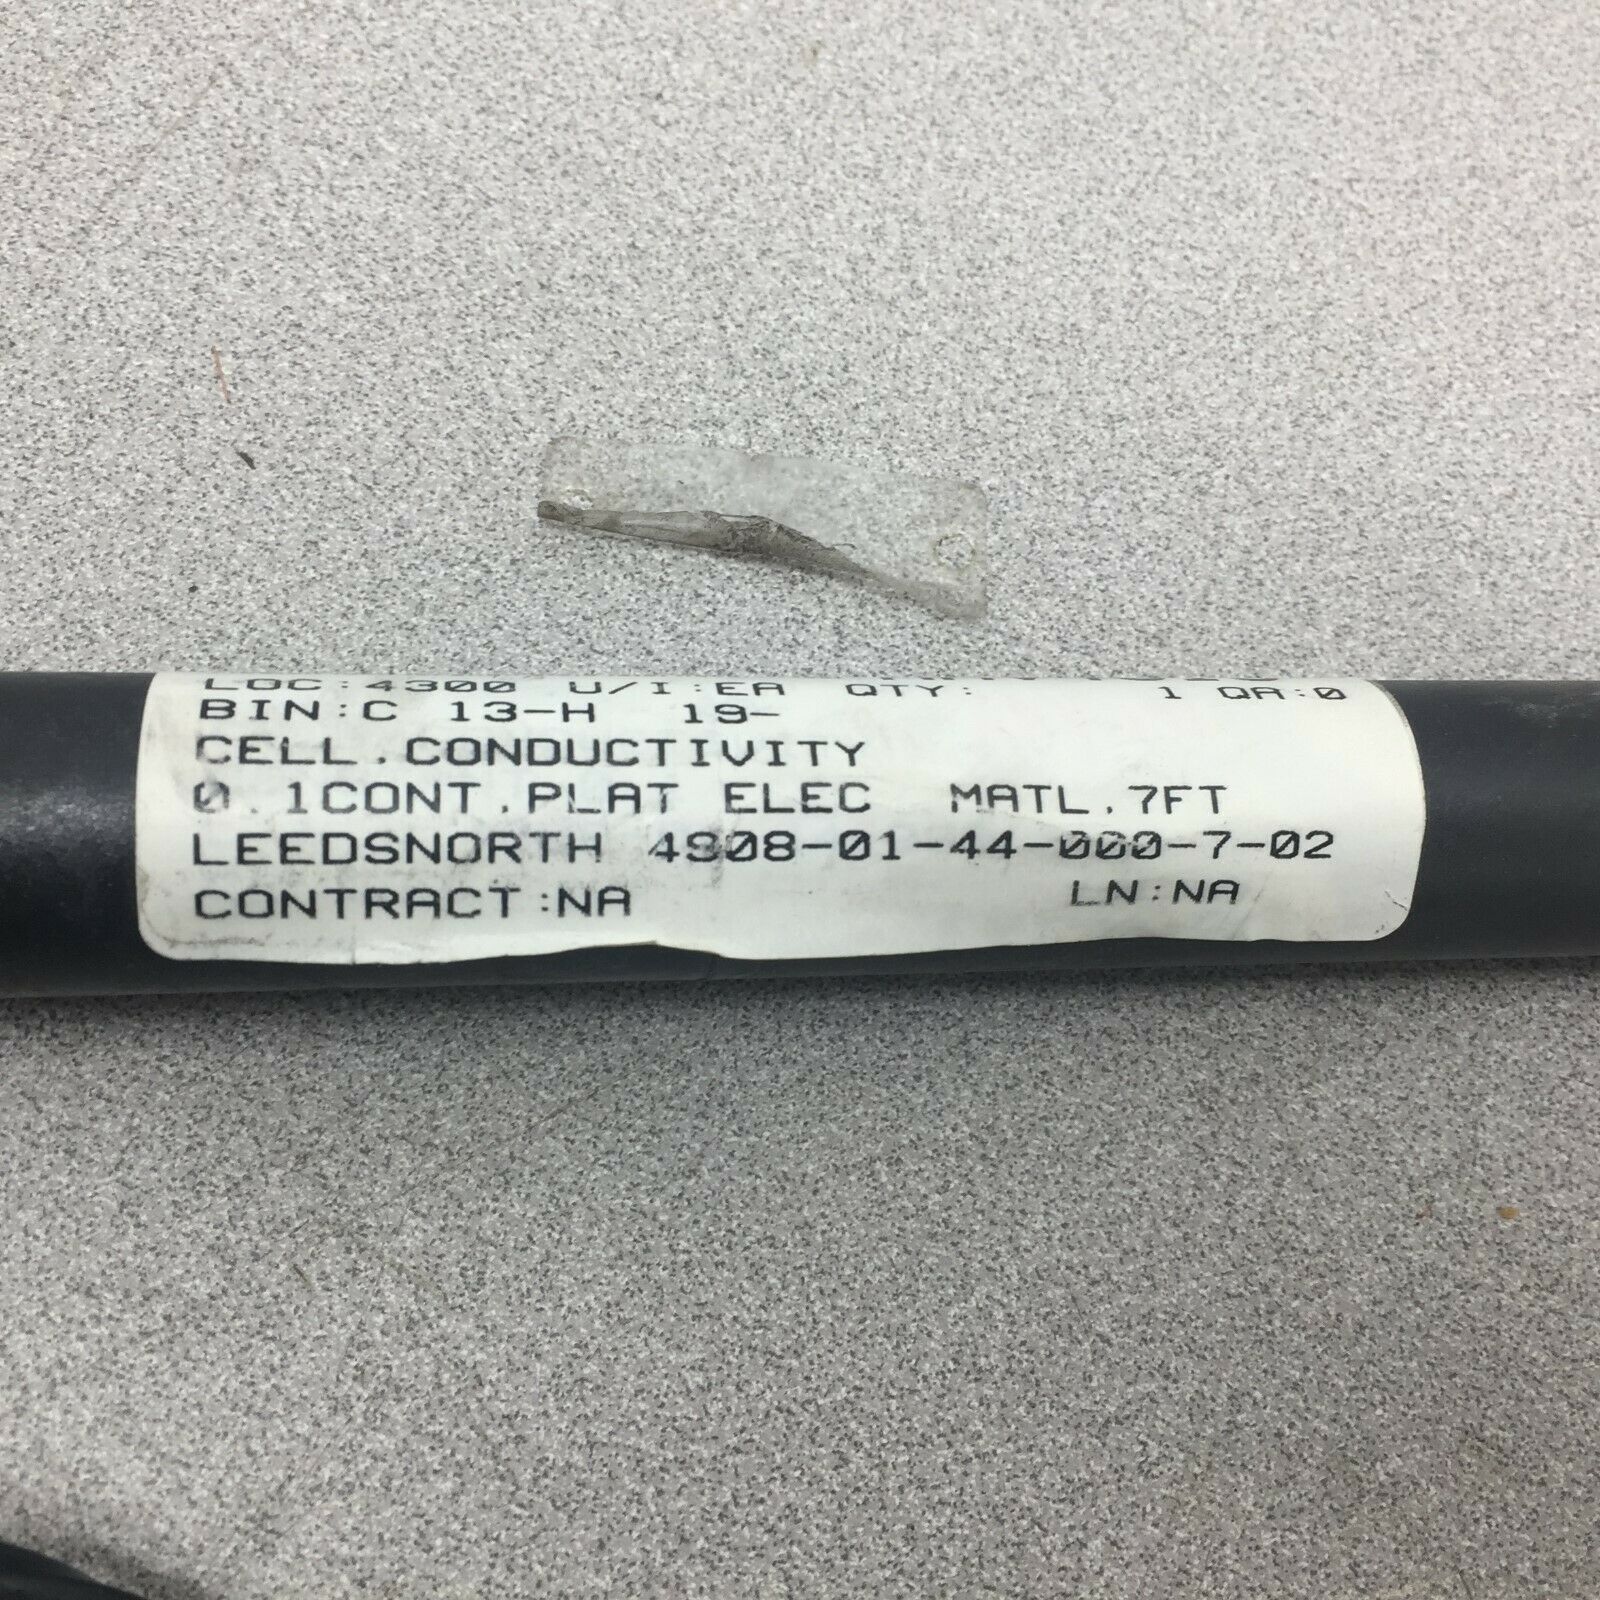 LOC:4300 U/I:EA QTY: 1 QA:0
BIN:C 13-H 19-
CELL,CONDUCTIVITY
0.1CONT,PLAT ELEC MATL,7FT
LEEDSNORTH 4908-01-44-000-7-02
CONTRACT:NA LN:NA